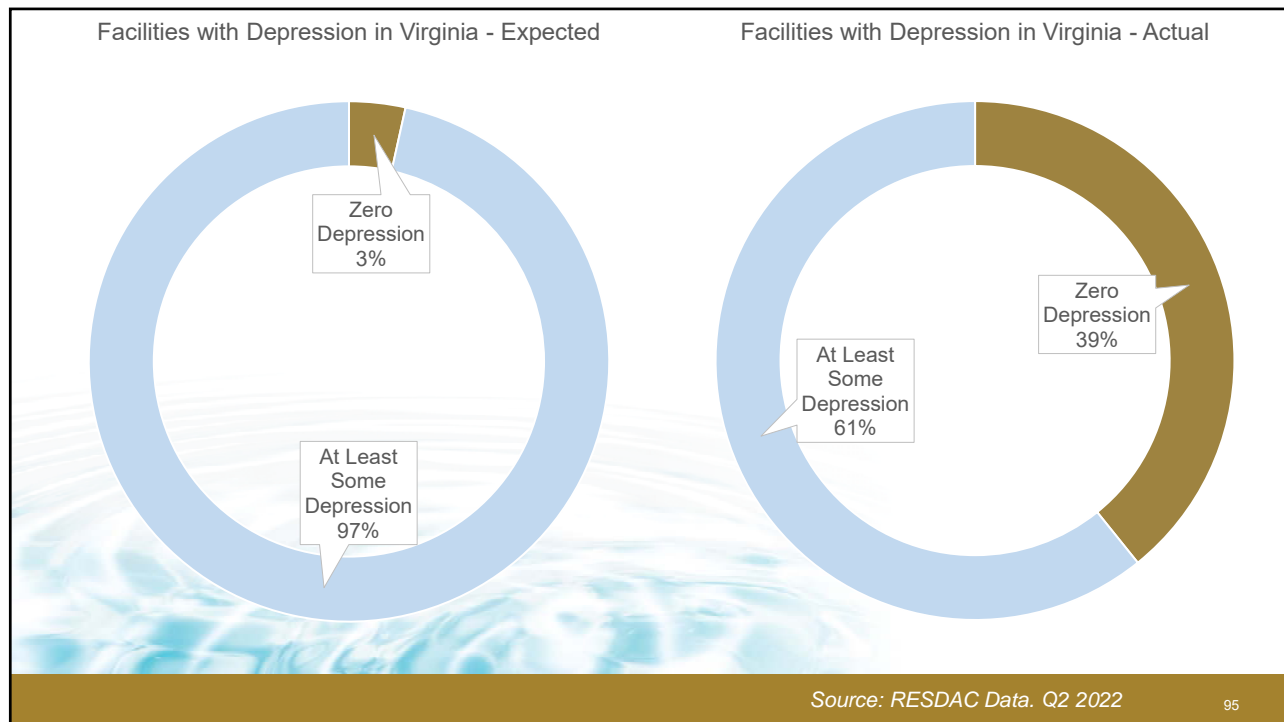 Facilities with Depression in Virginia - Expected
Zero
Depression
3%
At Least
Some
Depression
97%
Facilities with Depression in Virginia - Actual
Zero
Depression
39%
At Least
Some
Depression
61%
Source: RESDAC Data. Q2 2022
95